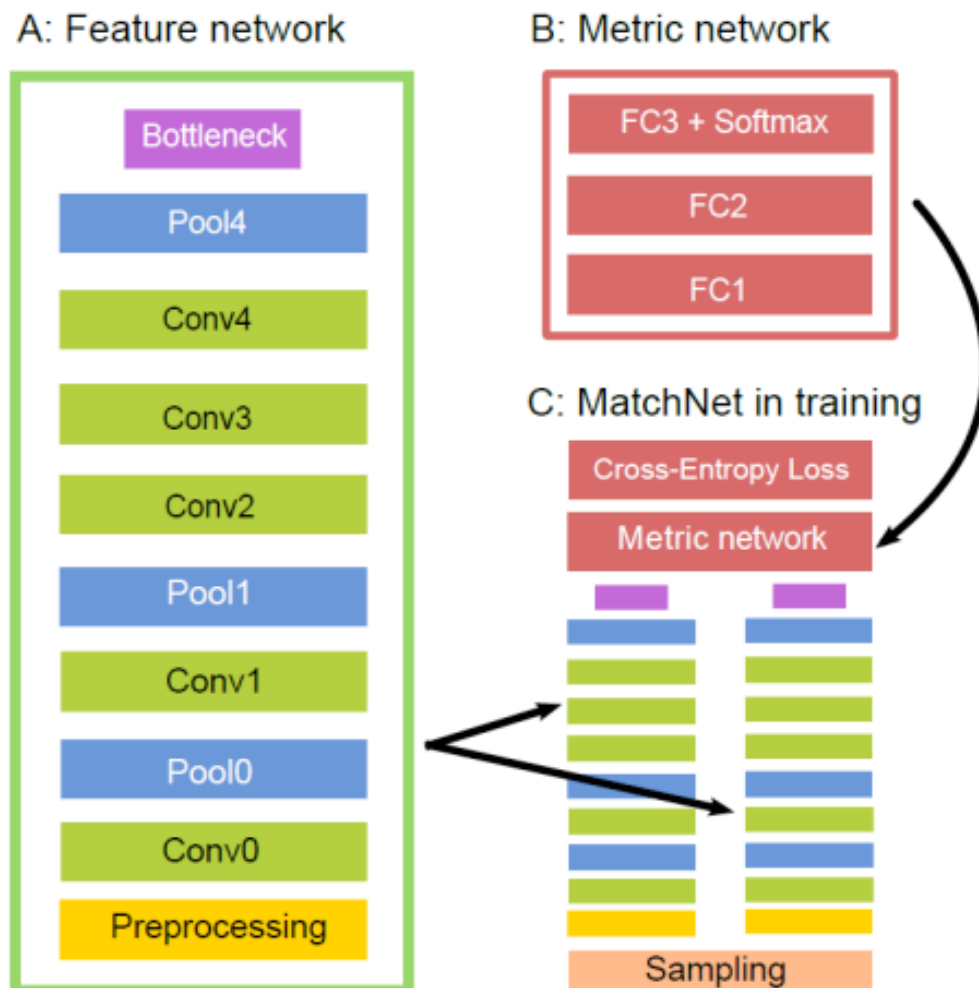 A: Feature network
Bottleneck
Pool4
Conv4
Conv3
Conv2
Pool1
Conv1
Pool0
Conv0
Preprocessing
B: Metric network
FC3 + Softmax
FC2
FC1
C: MatchNet in training
Cross-Entropy Loss
Metric network
Sampling